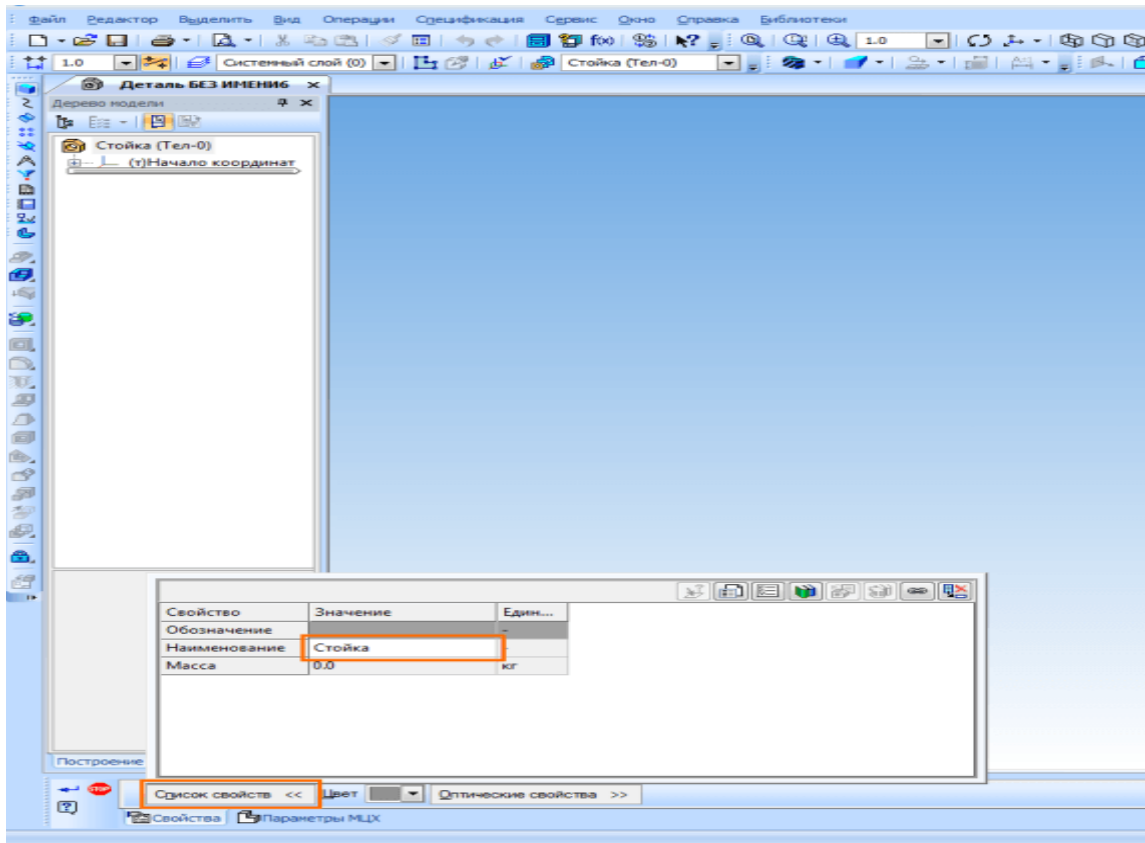 Файл Редактор Выделить Вид Операции Спецификация Сервис Окно Справка Библиотеки
f(x) 1.0
1.0 Системный слой (0) Стойка (Тел-0)
Деталь БЕЗ ИМЕНИ6
Дерево модели
Стойка (Тел-0)
(т)Начало координат
Свойство Значение Един...
Обозначение -
Наименование Стойка -
Масса 0.0 кг
Построение
STOP Список свойств << Цвет Оптические свойства >>
Свойства Параметры МЦХ